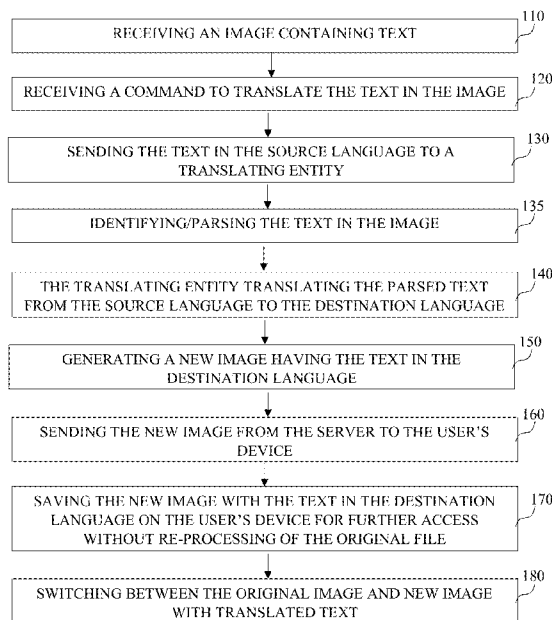 110
RECEIVING AN IMAGE CONTAINING TEXT
120
RECEIVING A COMMAND TO TRANSLATE THE TEXT IN THE IMAGE
130
SENDING THE TEXT IN THE SOURCE LANGUAGE TO A
TRANSLATING ENTITY
135
IDENTIFYING/PARSING THE TEXT IN THE IMAGE
140
THE TRANSLATING ENTITY TRANSLATING THE PARSED TEXT
FROM THE SOURCE LANGUAGE TO THE DESTINATION LANGUAGE
150
GENERATING A NEW IMAGE HAVING THE TEXT IN THE
DESTINATION LANGUAGE
160
SENDING THE NEW IMAGE FROM THE SERVER TO THE USER'S
DEVICE
170
SAVING THE NEW IMAGE WITH THE TEXT IN THE DESTINATION
LANGUAGE ON THE USER'S DEVICE FOR FURTHER ACCESS
WITHOUT RE-PROCESSING OF THE ORIGINAL FILE
180
SWITCHING BETWEEN THE ORIGINAL IMAGE AND NEW IMAGE
WITH TRANSLATED TEXT